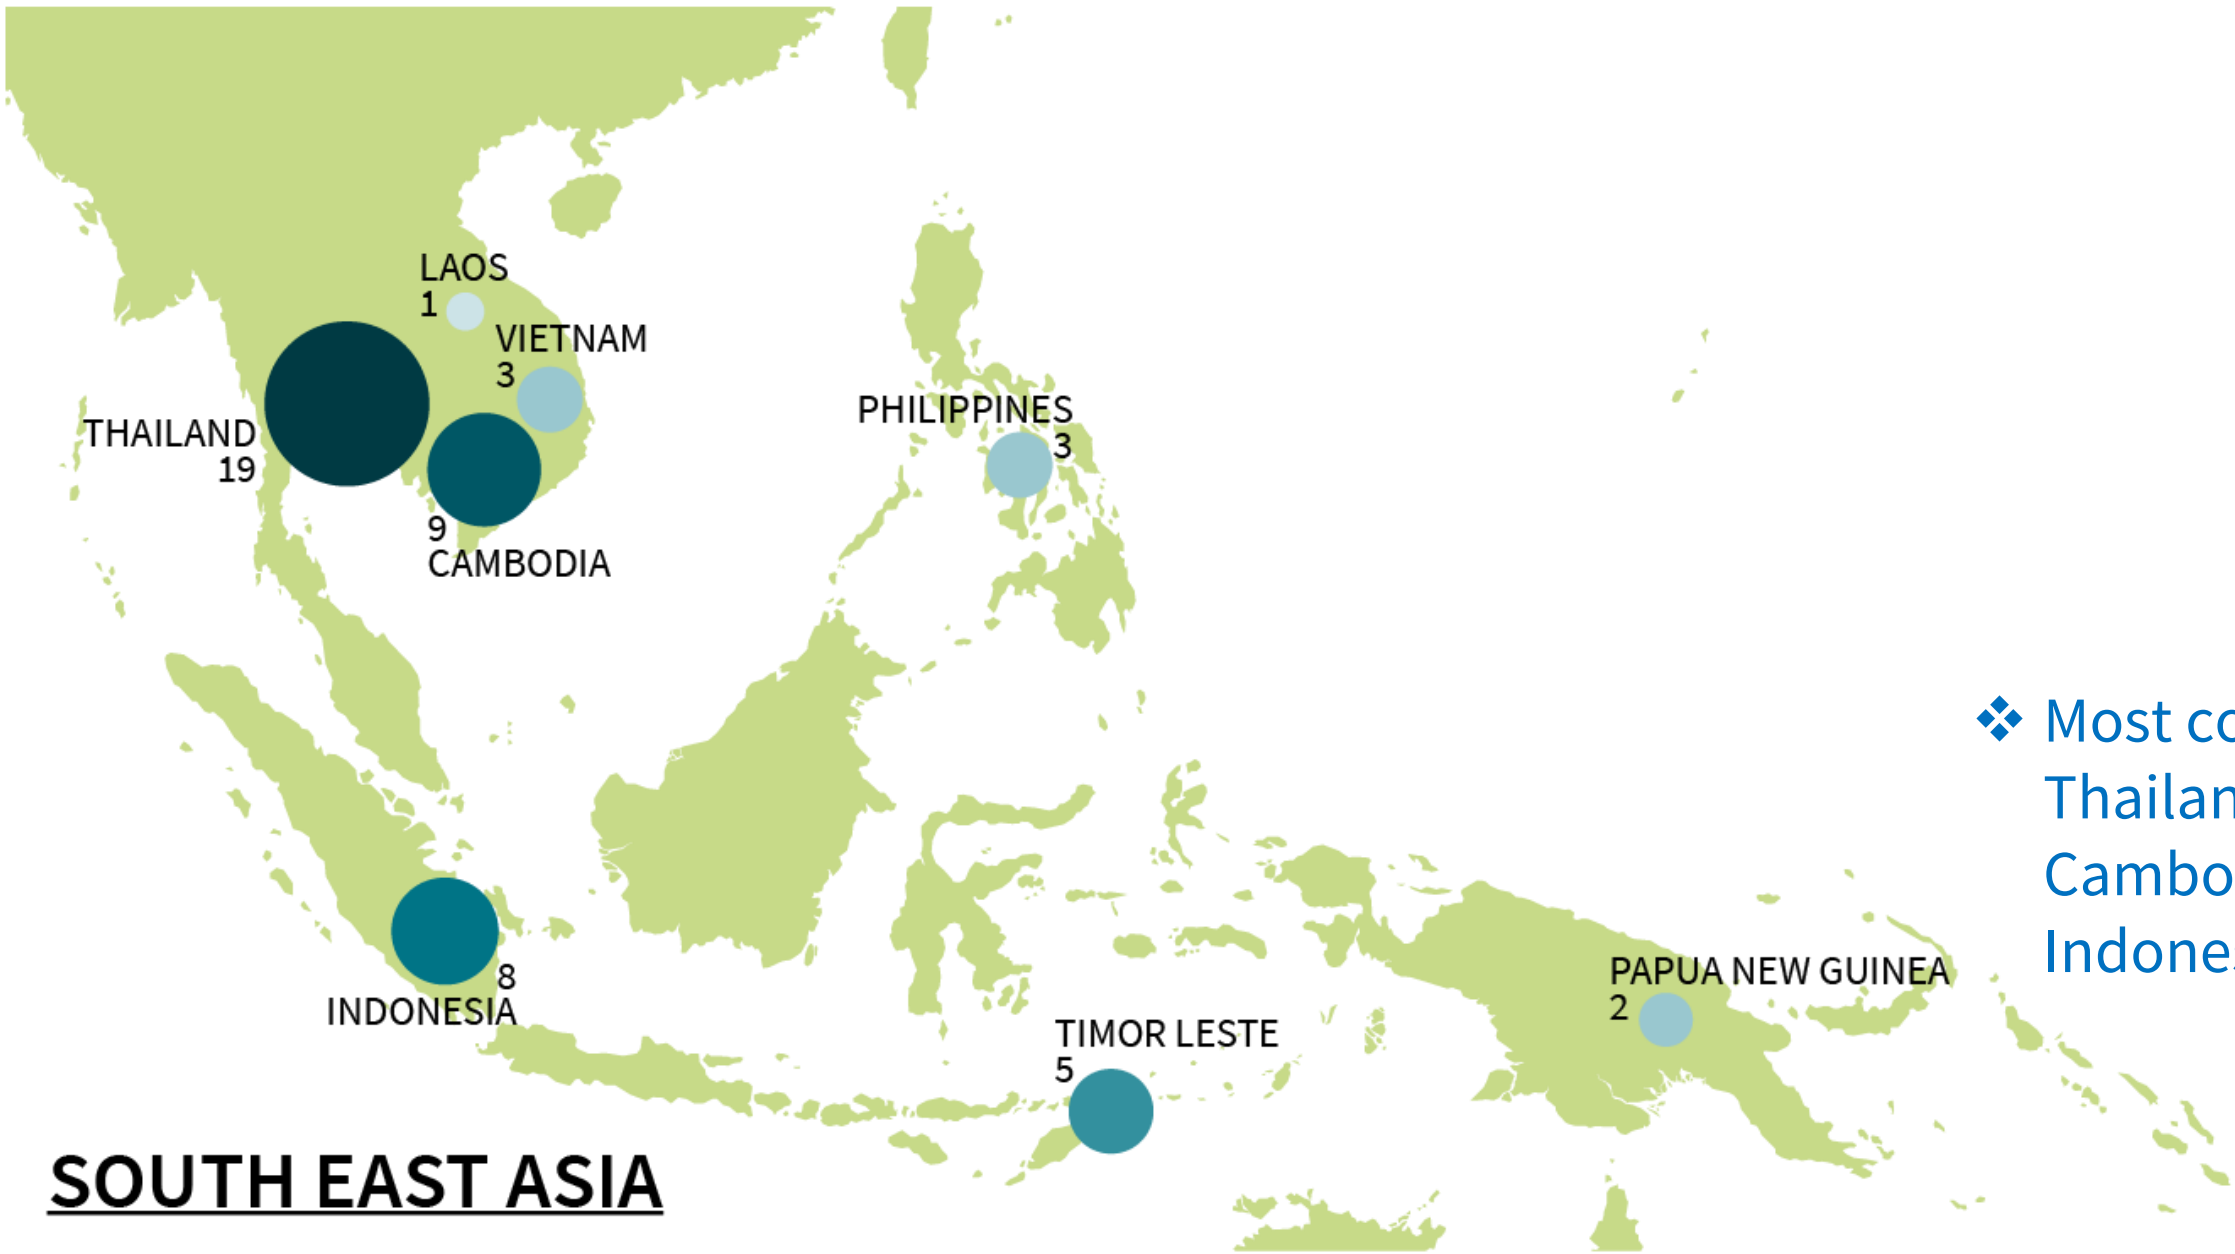 LAOS
1
VIETNAM
3
THAILAND
19
9
CAMBODIA
PHILIPPINES
3
❖ Most
8
INDONESIA
PAPUA NEW GUINEA
2
TIMOR LESTE
5
SOUTH EAST ASIA